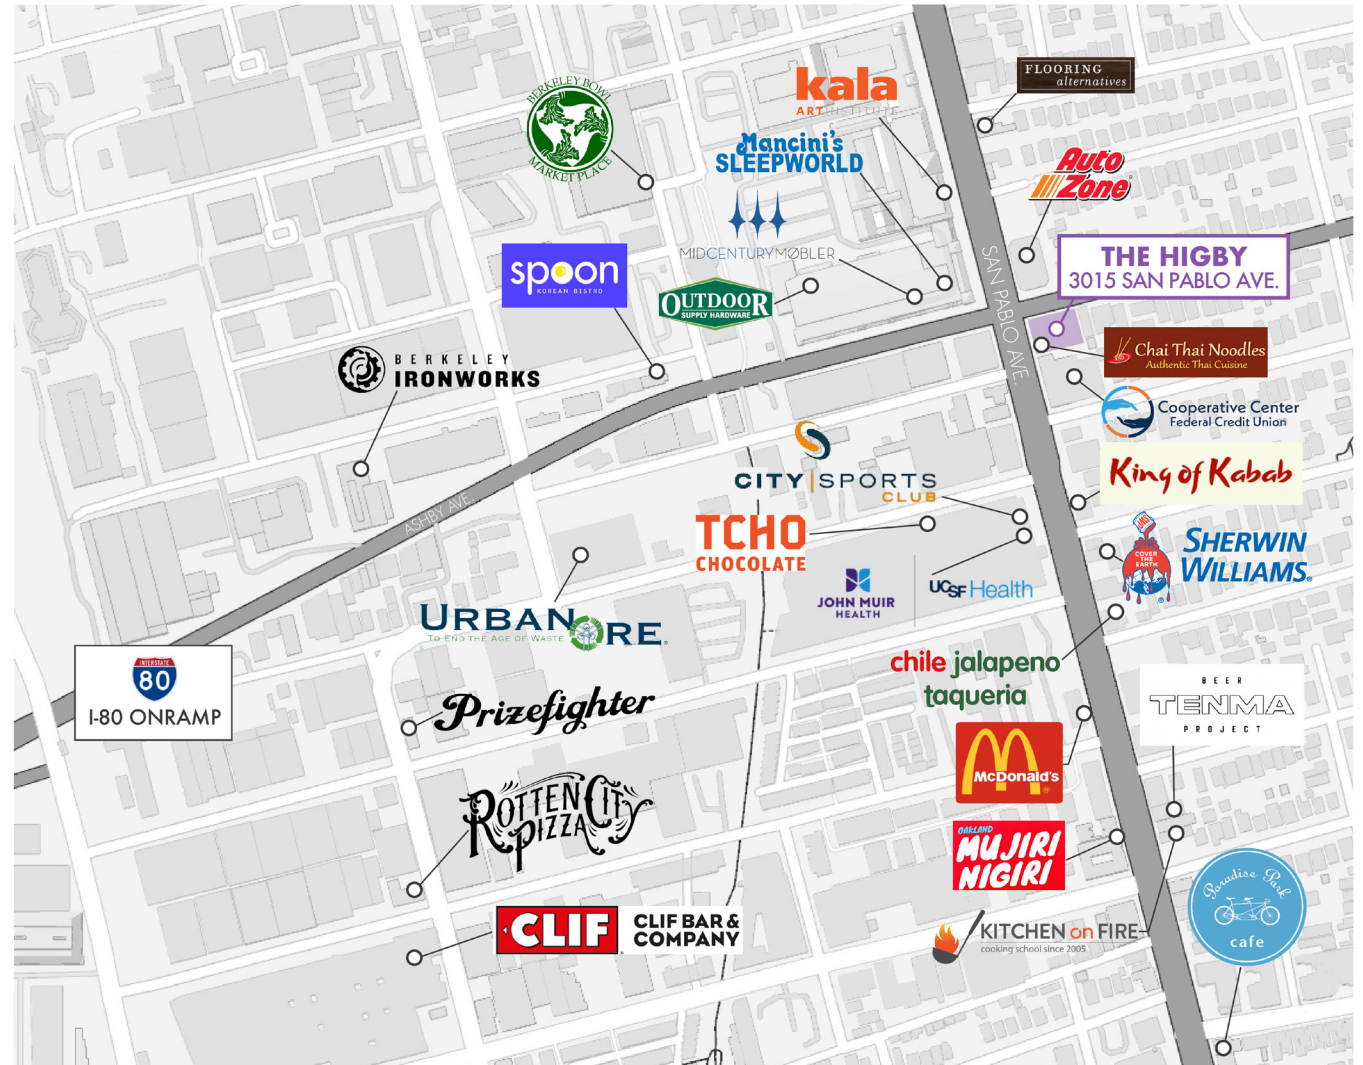 BERKELEY BOWL
MARKET PLACE
kala
ART INSTITUTE
Mancini's
SLEEPWORLD
MIDCENTURYMØBLER
OUTDOOR
SUPPLY HARDWARE
spoon
KOREAN BISTRO
BERKELEY
IRONWORKS
FLOORING
alternatives
Auto
Zone
THE HIGBY
3015 SAN PABLO AVE.
SAN PABLO AVE.
Chai Thai Noodles
Authentic Thai Cuisine
Cooperative Center
Federal Credit Union
King of Kabab
CITY SPORTS
CLUB
TCHO
CHOCOLATE
JOHN MUIR
HEALTH
UCSF Health
SWP
COVER
THE
EARTH
SHERWIN
WILLIAMS®
ASHBY AVE.
URBAN ORE®
TO END THE AGE OF WASTE
INTERSTATE
80
I-80 ONRAMP
Prizefighter
chile jalapeno
taqueria
BEER
TENMA
PROJECT
McDonald's
ROTTEN CITY
PIZZA
OAKLAND
MUJIRI
NIGIRI
CLIF
CLIF BAR &
COMPANY
KITCHEN on FIRE
cooking school since 2005
Paradise Park
cafe